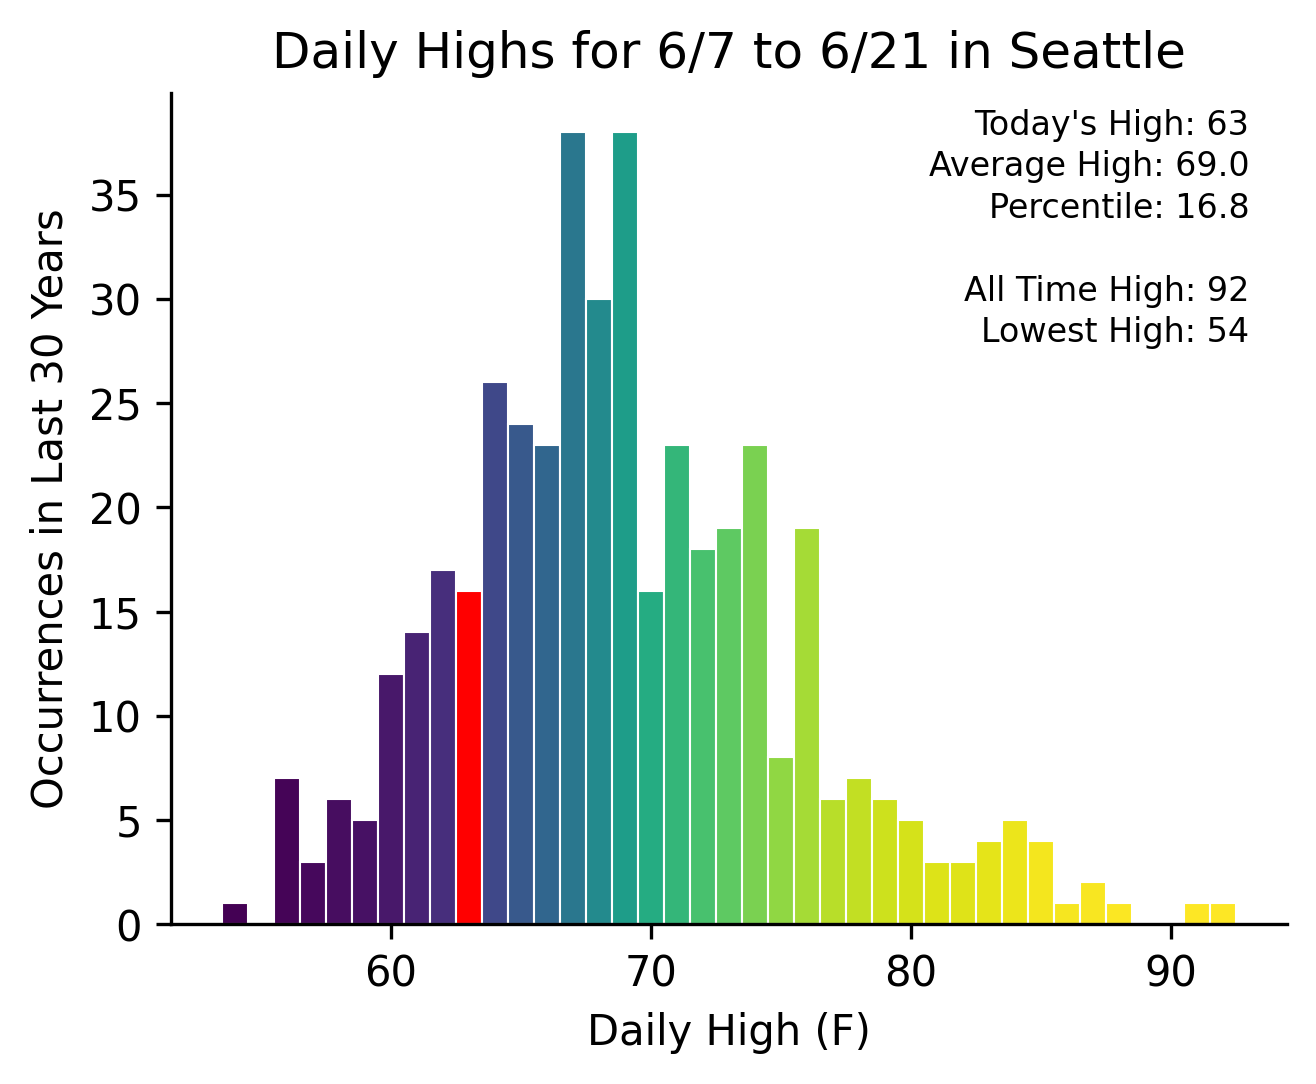 Daily Highs for 6/7 to 6/21 in Seattle
Today's High: 63
Average High: 69.0
Percentile: 16.8
All Time High: 92
Lowest High: 54
Occurrences in Last 30 Years
35
30
25
20
15
10
5
0
60 70 80 90
Daily High (F)